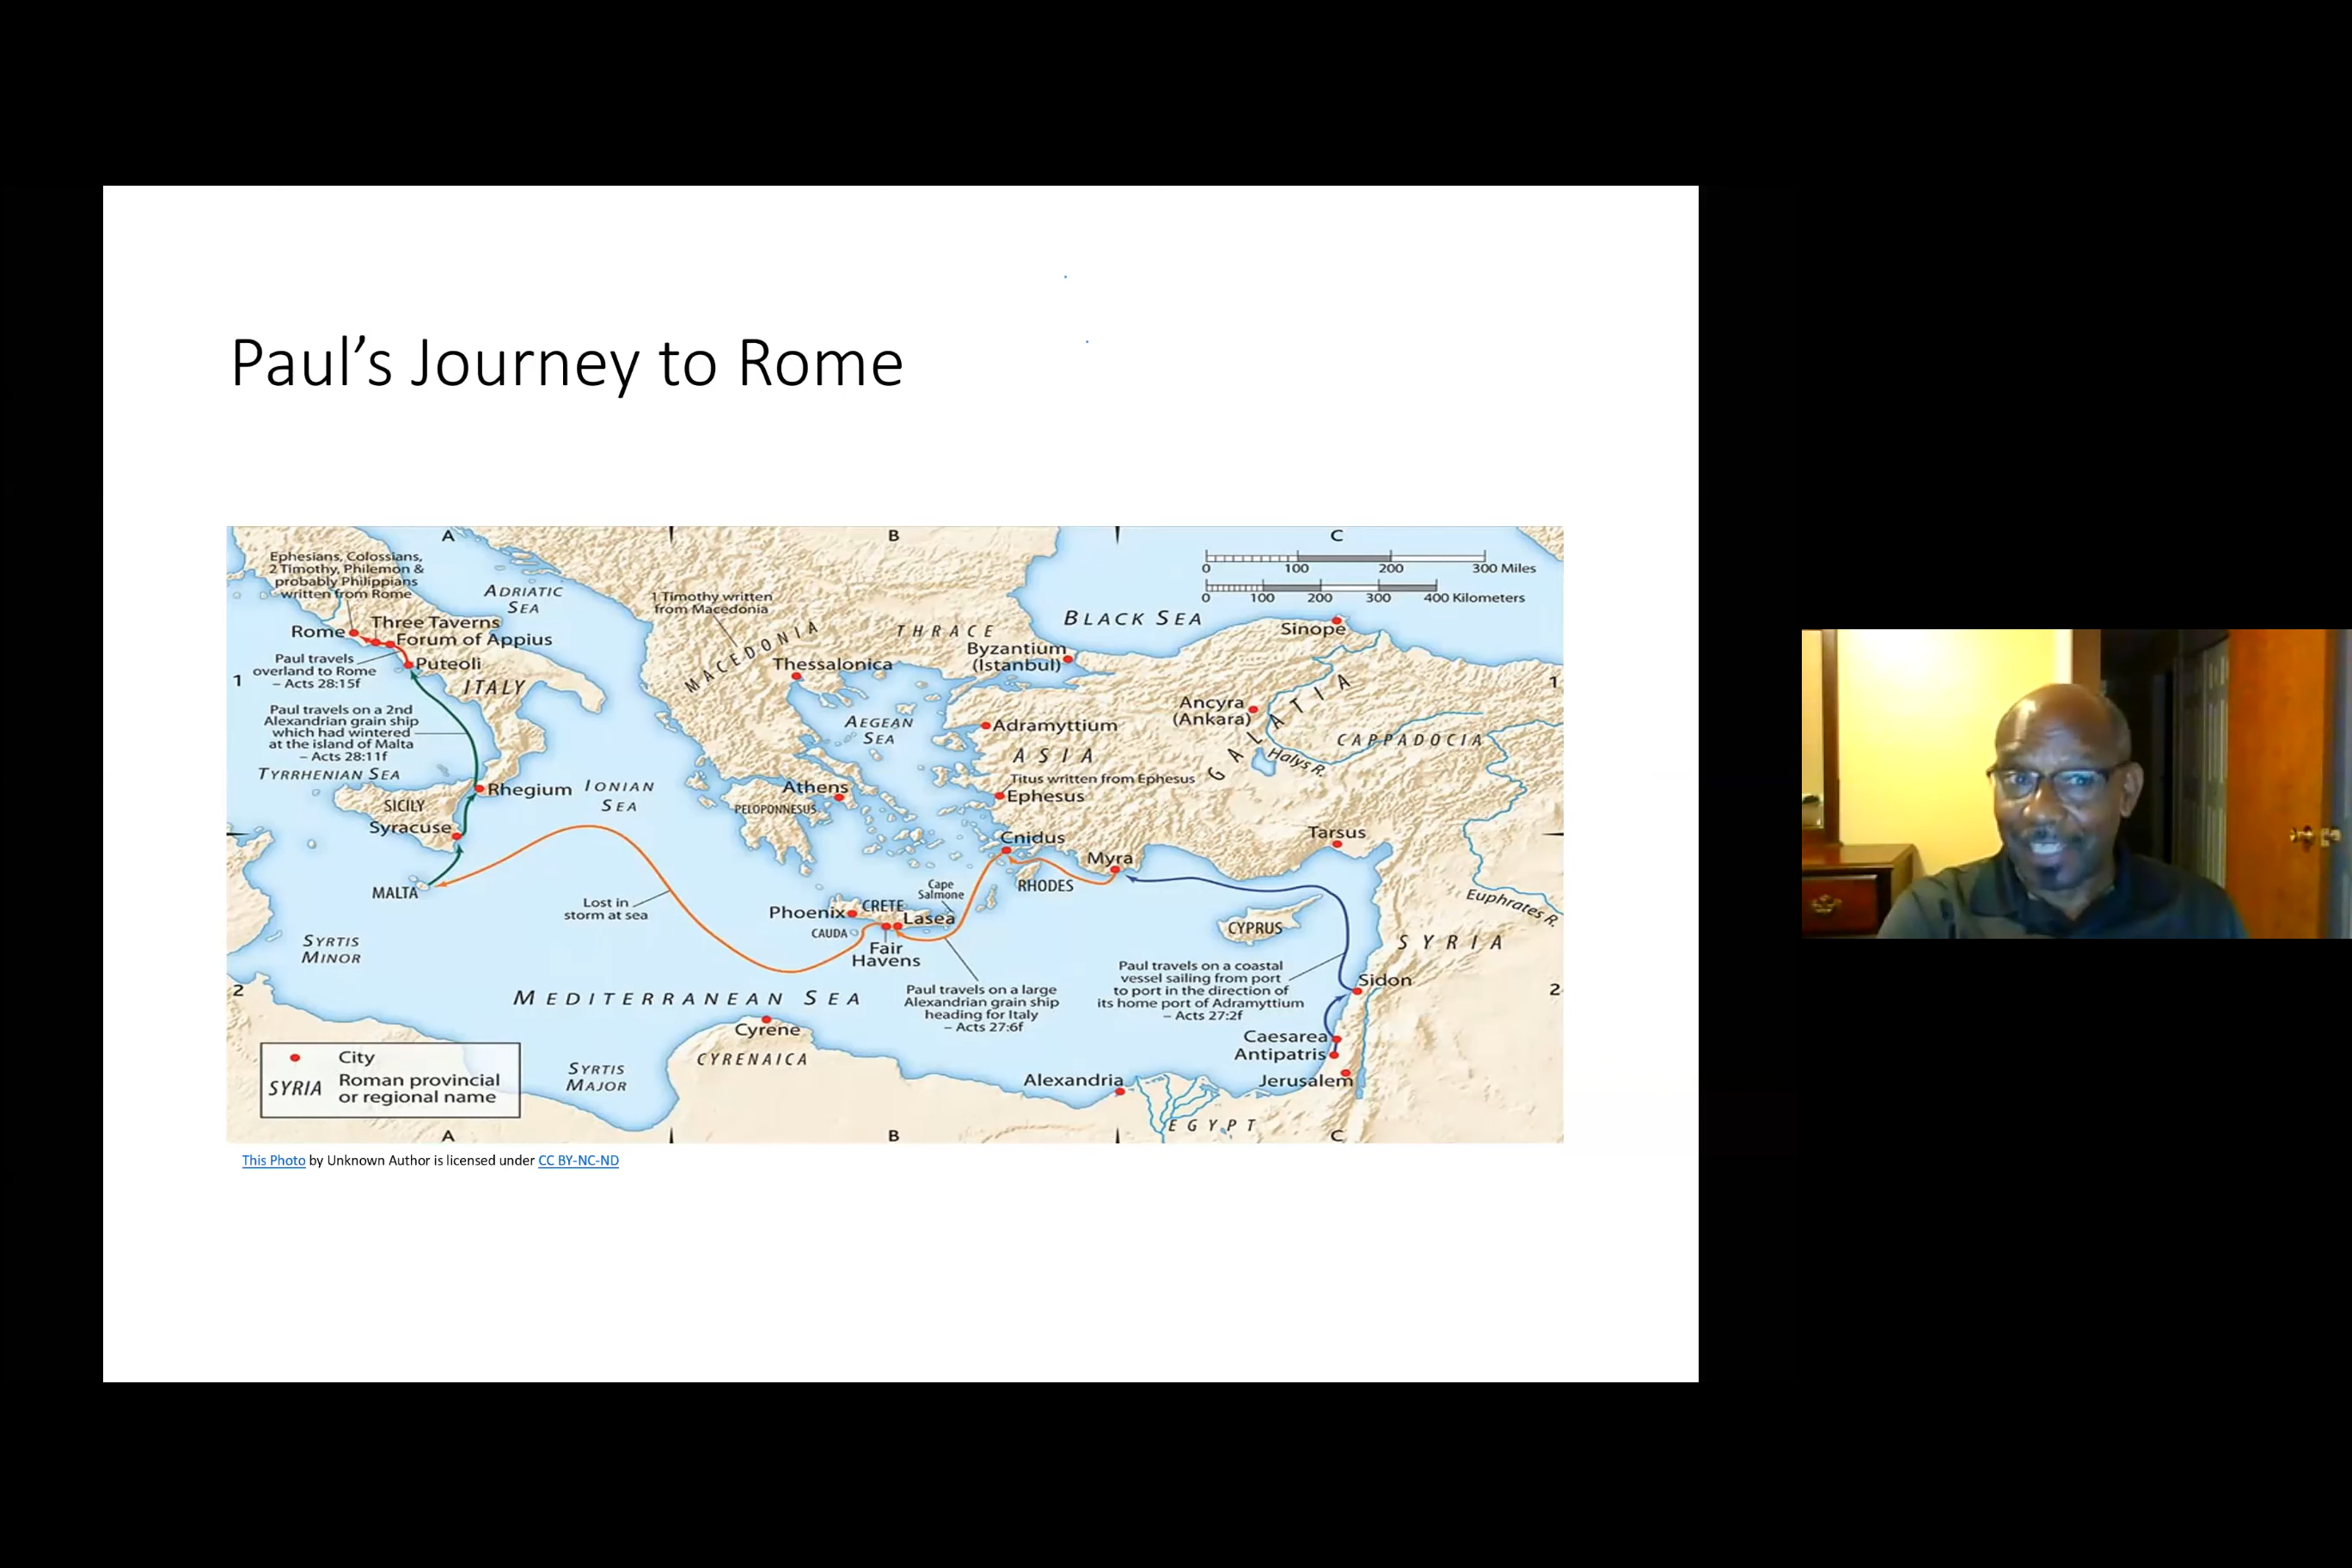 Paul's Journey to Rome
A
B
C
Ephesians, Colossians,
2 Timothy, Philemon &
probably Philippians
written from Rome
ADRIATIC
SEA
1 Timothy written
from Macedonia
MACEDONIA
THRACE
BLACK SEA
0 100 200 300 Miles
0 100 200 300 400 Kilometers
Sinope
Rome
Three Taverns
Forum of Appius
Puteoli
ITALY
Paul travels
overland to Rome
– Acts 28:15f
1
1
Thessalonica
Byzantium
(Istanbul)
Paul travels on a 2nd
Alexandrian grain ship
which had wintered
at the island of Malta
– Acts 28:11f
TYRRHENIAN SEA
AEGEAN
SEA
Adramyttium
ASIA
Ancyra
(Ankara)
GALATIA
CAPPADOCIA
Halys R.
Titus written from Ephesus
Ephesus
Rhegium
IONIAN
SEA
SICILY
Syracuse
Athens
PELOPONNESUS
Cnidus
Myra
Tarsus
RHODES
MALTA
Lost in
storm at sea
Cape
Salmone
Phoenix
CRETE
Lasea
CAUDA
Fair
Havens
CYPRUS
Euphrates R.
SYRIA
SYRTIS
MINOR
2
2
MEDITERRANEAN SEA
Paul travels on a large
Alexandrian grain ship
heading for Italy
– Acts 27:6f
Paul travels on a coastal
vessel sailing from port
to port in the direction of
its home port of Adramyttium
– Acts 27:2f
Sidon
Caesarea
Antipatris
Jerusalem
Cyrene
CYRENAICA
SYRTIS
MAJOR
Alexandria
EGYPT
City
SYRIA Roman provincial
or regional name
A
B
C
This Photo by Unknown Author is licensed under CC BY-NC-ND